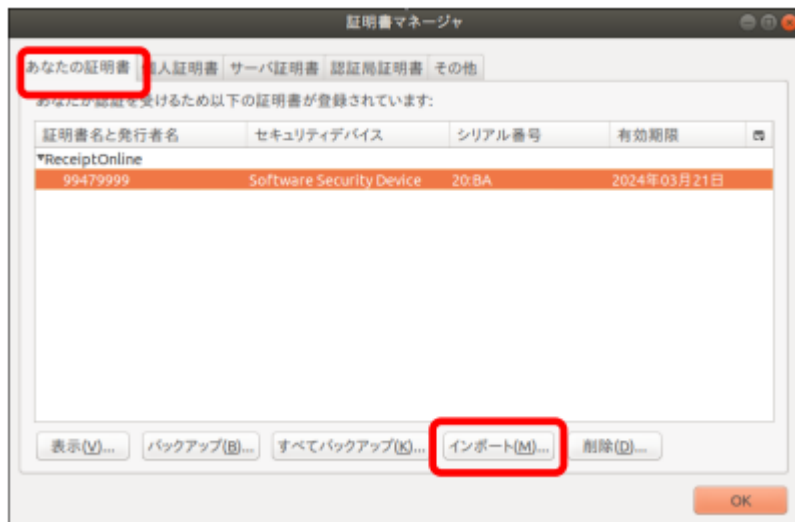 証明書マネージャ
あなたの証明書 個人証明書 サーバ証明書 認証局証明書 その他
あなたが認証を受けるため以下の証明書が登録されています:
証明書名と発行者名 セキュリティデバイス シリアル番号 有効期限
▼ReceiptOnline
99479999 Software Security Device 20:BA 2024年03月21日
表示(V)... バックアップ(B)... すべてバックアップ(K)... インポート(M)... 削除(D)...
OK